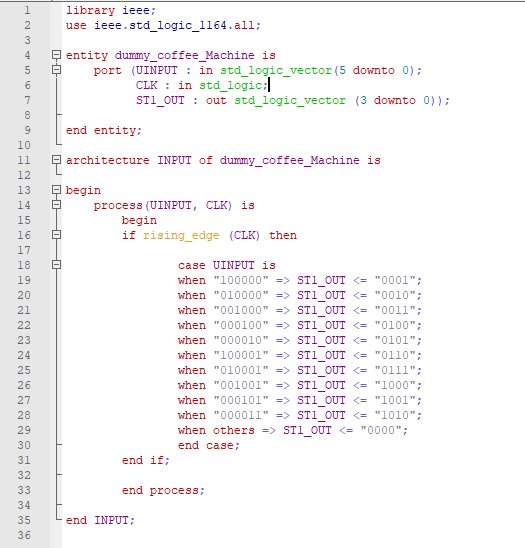 1 library ieee;
2 use ieee.std_logic_1164.all;
3
4 entity dummy_coffee_Machine is
5 port (UINPUT : in std_logic_vector(5 downto 0);
6 CLK : in std_logic;
7 ST1_OUT : out std_logic_vector (3 downto 0));
8
9 end entity;
10
11 architecture INPUT of dummy_coffee_Machine is
12
13 begin
14 process(UINPUT, CLK) is
15 begin
16 if rising_edge (CLK) then
17
18 case UINPUT is
19 when "100000" => ST1_OUT <= "0001";
20 when "010000" => ST1_OUT <= "0010";
21 when "001000" => ST1_OUT <= "0011";
22 when "000100" => ST1_OUT <= "0100";
23 when "000010" => ST1_OUT <= "0101";
24 when "100001" => ST1_OUT <= "0110";
25 when "010001" => ST1_OUT <= "0111";
26 when "001001" => ST1_OUT <= "1000";
27 when "000101" => ST1_OUT <= "1001";
28 when "000011" => ST1_OUT <= "1010";
29 when others => ST1_OUT <= "0000";
30 end case;
31 end if;
32
33 end process;
34
35 end INPUT;
36